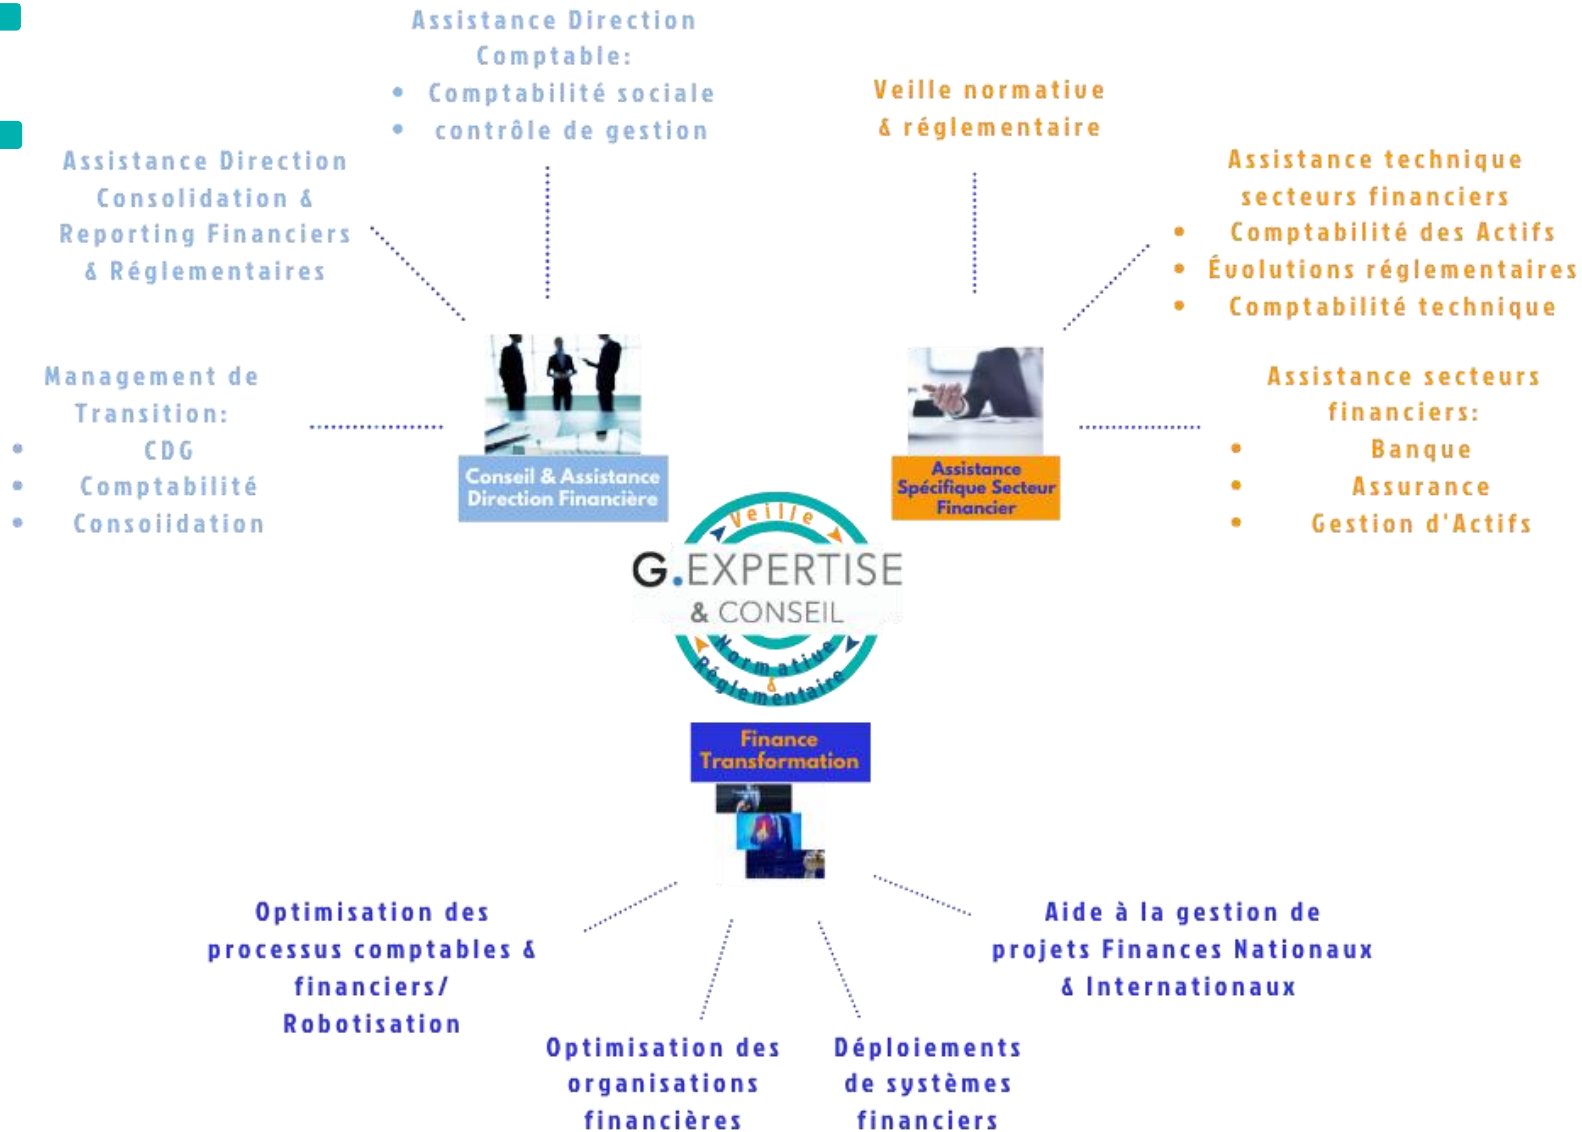 Assistance Direction
Comptable:
• Comptabilité sociale
• contrôle de gestion
Assistance Direction
Consolidation &
Reporting Financiers
& Réglementaires
Management de
Transition:
• CDG
• Comptabilité
• Consolidation
Conseil & Assistance
Direction Financière
Veille normative
& réglementaire
Assistance technique
secteurs financiers
• Comptabilité des Actifs
• Évolutions réglementaires
• Comptabilité technique
Assistance secteurs
financiers:
• Banque
• Assurance
• Gestion d'Actifs
Assistance
Spécifique Secteur
Financier
Veille
G.EXPERTISE
& CONSEIL
Normative
&
Réglementaire
Finance
Transformation
Optimisation des
processus comptables &
financiers/
Robotisation
Optimisation des
organisations
financières
Déploiements
de systèmes
financiers
Aide à la gestion de
projets Finances Nationaux
& Internationaux